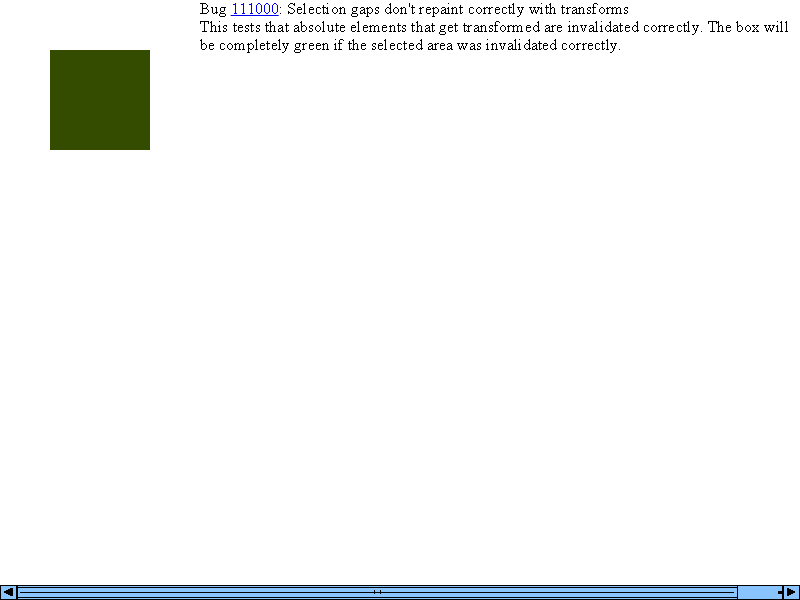 Bug 111000: Selection gaps don't repaint correctly with transforms
This tests that absolute elements that get transformed are invalidated correctly. The box will
be completely green if the selected area was invalidated correctly.